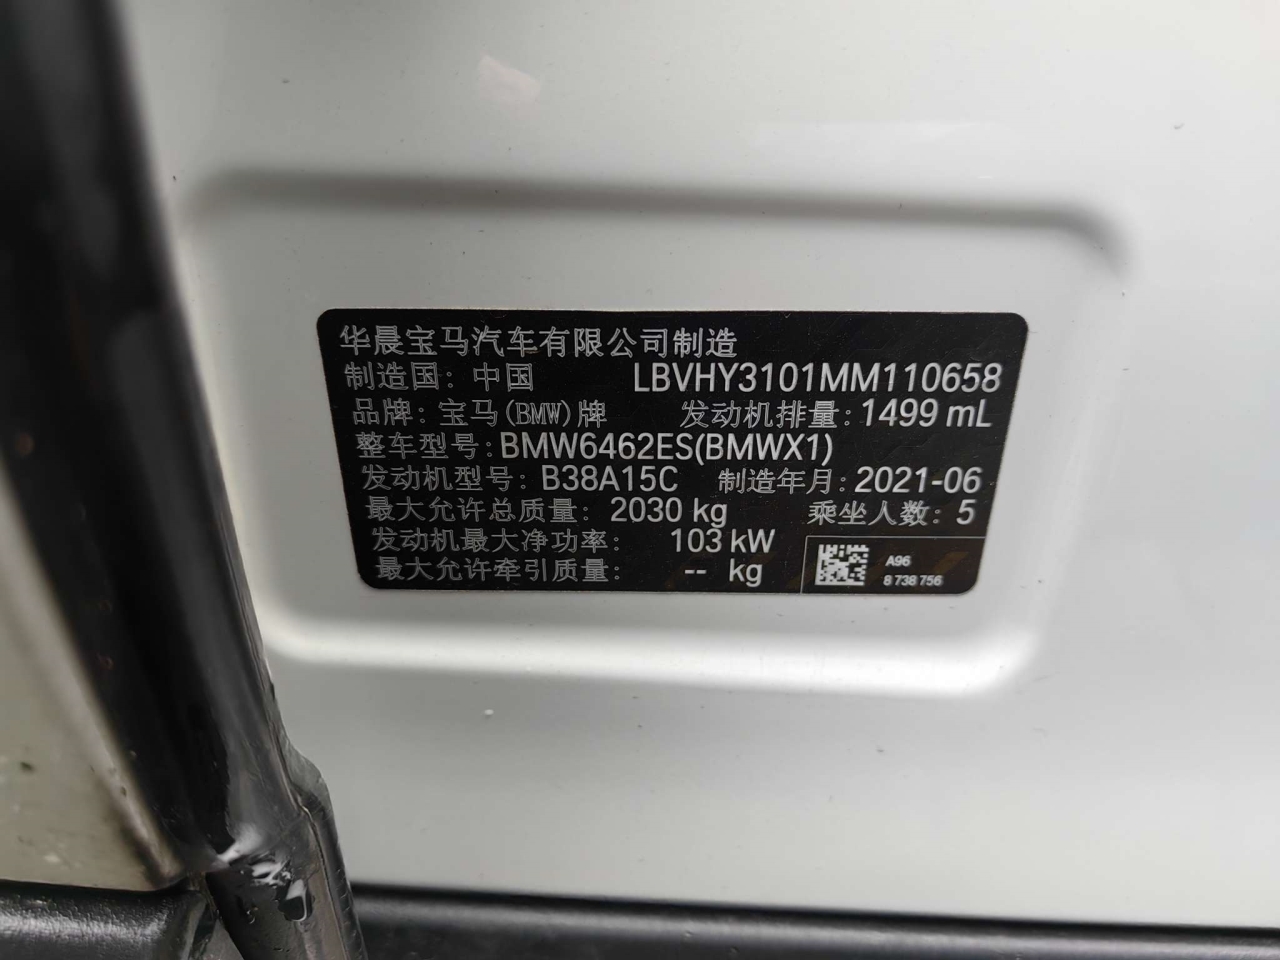 华晨宝马汽车有限公司制造
制造国：中国 LBVHY3101MM110658
品牌：宝马(BMW)牌 发动机排量：1499 mL
整车型号：BMW6462ES(BMWX1)
发动机型号：B38A15C 制造年月：2021-06
最大允许总质量：2030 kg 乘坐人数：5
发动机最大净功率：103 kW
最大允许牵引质量：-- kg
A96
8 738 756